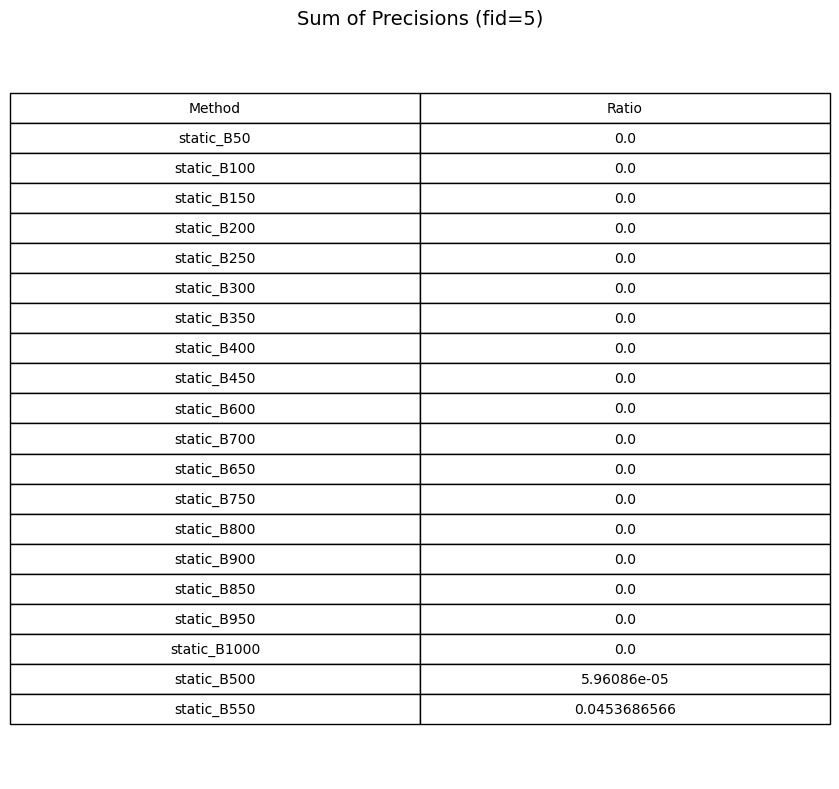 Sum of Precisions (fid=5)
Method Ratio
static_B50 0.0
static_B100 0.0
static_B150 0.0
static_B200 0.0
static_B250 0.0
static_B300 0.0
static_B350 0.0
static_B400 0.0
static_B450 0.0
static_B600 0.0
static_B700 0.0
static_B650 0.0
static_B750 0.0
static_B800 0.0
static_B900 0.0
static_B850 0.0
static_B950 0.0
static_B1000 0.0
static_B500 5.96086e-05
static_B550 0.0453686566